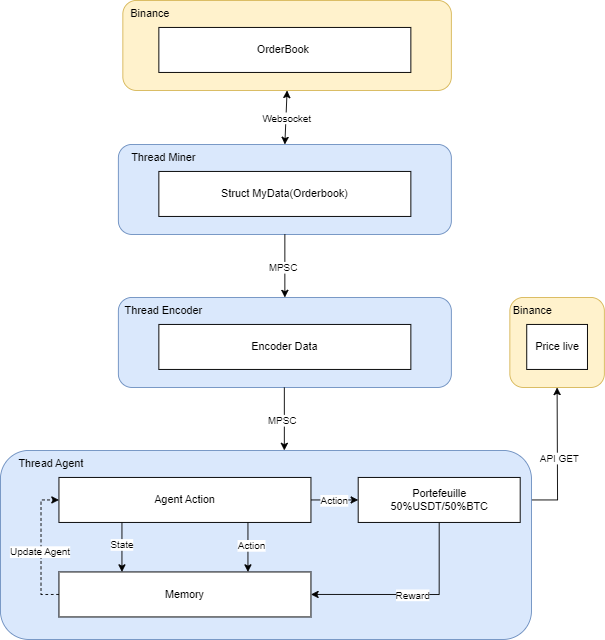 Binance
OrderBook
Websocket
Thread Miner
Struct MyData(Orderbook)
MPSC
Thread Encoder
Encoder Data
Binance
Price live
MPSC
API GET
Thread Agent
Agent Action
Action
Portefeuille
50%USDT/50%BTC
State
Action
Update Agent
Memory
Reward